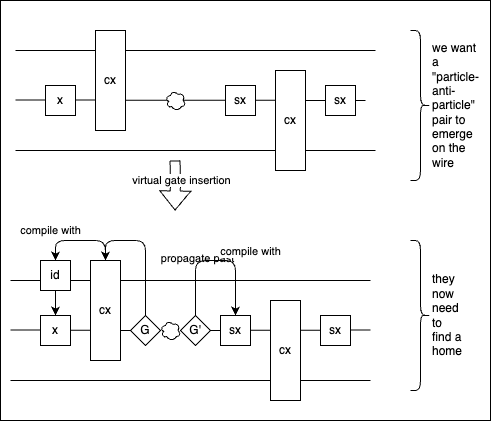 cx
x
sx
cx
sx
we want
a
"particle-
anti-
particle"
pair to
emerge
on the
wire
virtual gate insertion
compile with
propagate
compile with
id
x
cx
G
G'
sx
cx
sx
they
now
need
to
find a
home